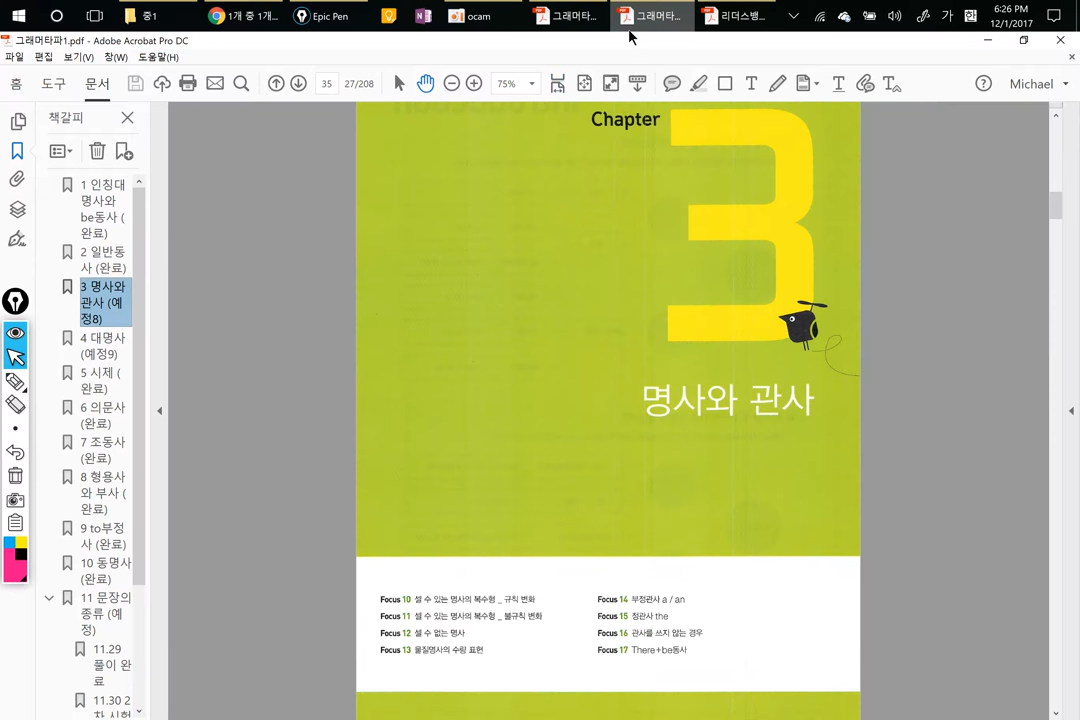 중1
1개 중 1개...
Epic Pen
ocam
그래머타...
그래머타...
리더스뱅...
가
한
6:26 PM
12/1/2017
그래머타파1.pdf - Adobe Acrobat Pro DC
파일 편집 보기(V) 창(W) 도움말(H)
홈 도구 문서
35 27/208
75%
Michael
책갈피
1 인칭대
명사와
be동사 (
완료)
2 일반동
사 (완료)
3 명사와
관사 (예
정8)
4 대명사
(예정9)
5 시제 (
완료)
6 의문사
(완료)
7 조동사
(완료)
8 형용사
와 부사 (
완료)
9 to부정
사 (완료)
10 동명사
(완료)
11 문장의
종류 (예
정)
11.29
풀이 완
료
11.30 2
차 시험
Chapter
3
명사와 관사
Focus 10 셀 수 있는 명사의 복수형 _ 규칙 변화
Focus 11 셀 수 있는 명사의 복수형 _ 불규칙 변화
Focus 12 셀 수 없는 명사
Focus 13 물질명사의 수량 표현
Focus 14 부정관사 a / an
Focus 15 정관사 the
Focus 16 관사를 쓰지 않는 경우
Focus 17 There+be동사